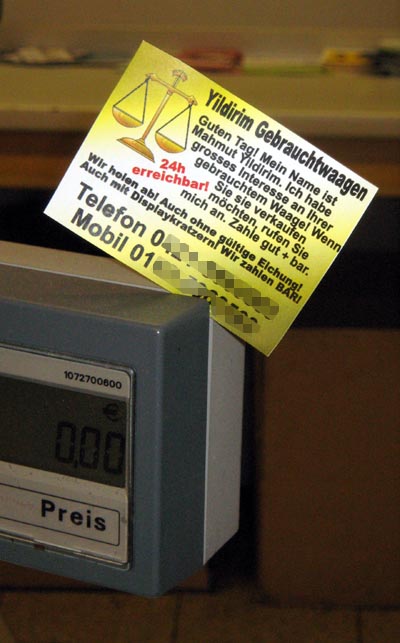 Yildirim Gebrauchtwaagen
Guten Tag! Mein Name ist
Mahmut Yildirim. Ich habe
grosses Interesse an Ihrer
gebrauchtem Waage! Wenn
Sie sie verkaufen
möchten, rufen Sie
mich an. Zahle gut + bar.
24h
erreichbar!
Wir holen ab! Auch ohne gültige Eichung!
Auch mit Displaykratzern! Wir zahlen BAR!
Telefon 0
Mobil 01
1072700600
€
0,00
Preis